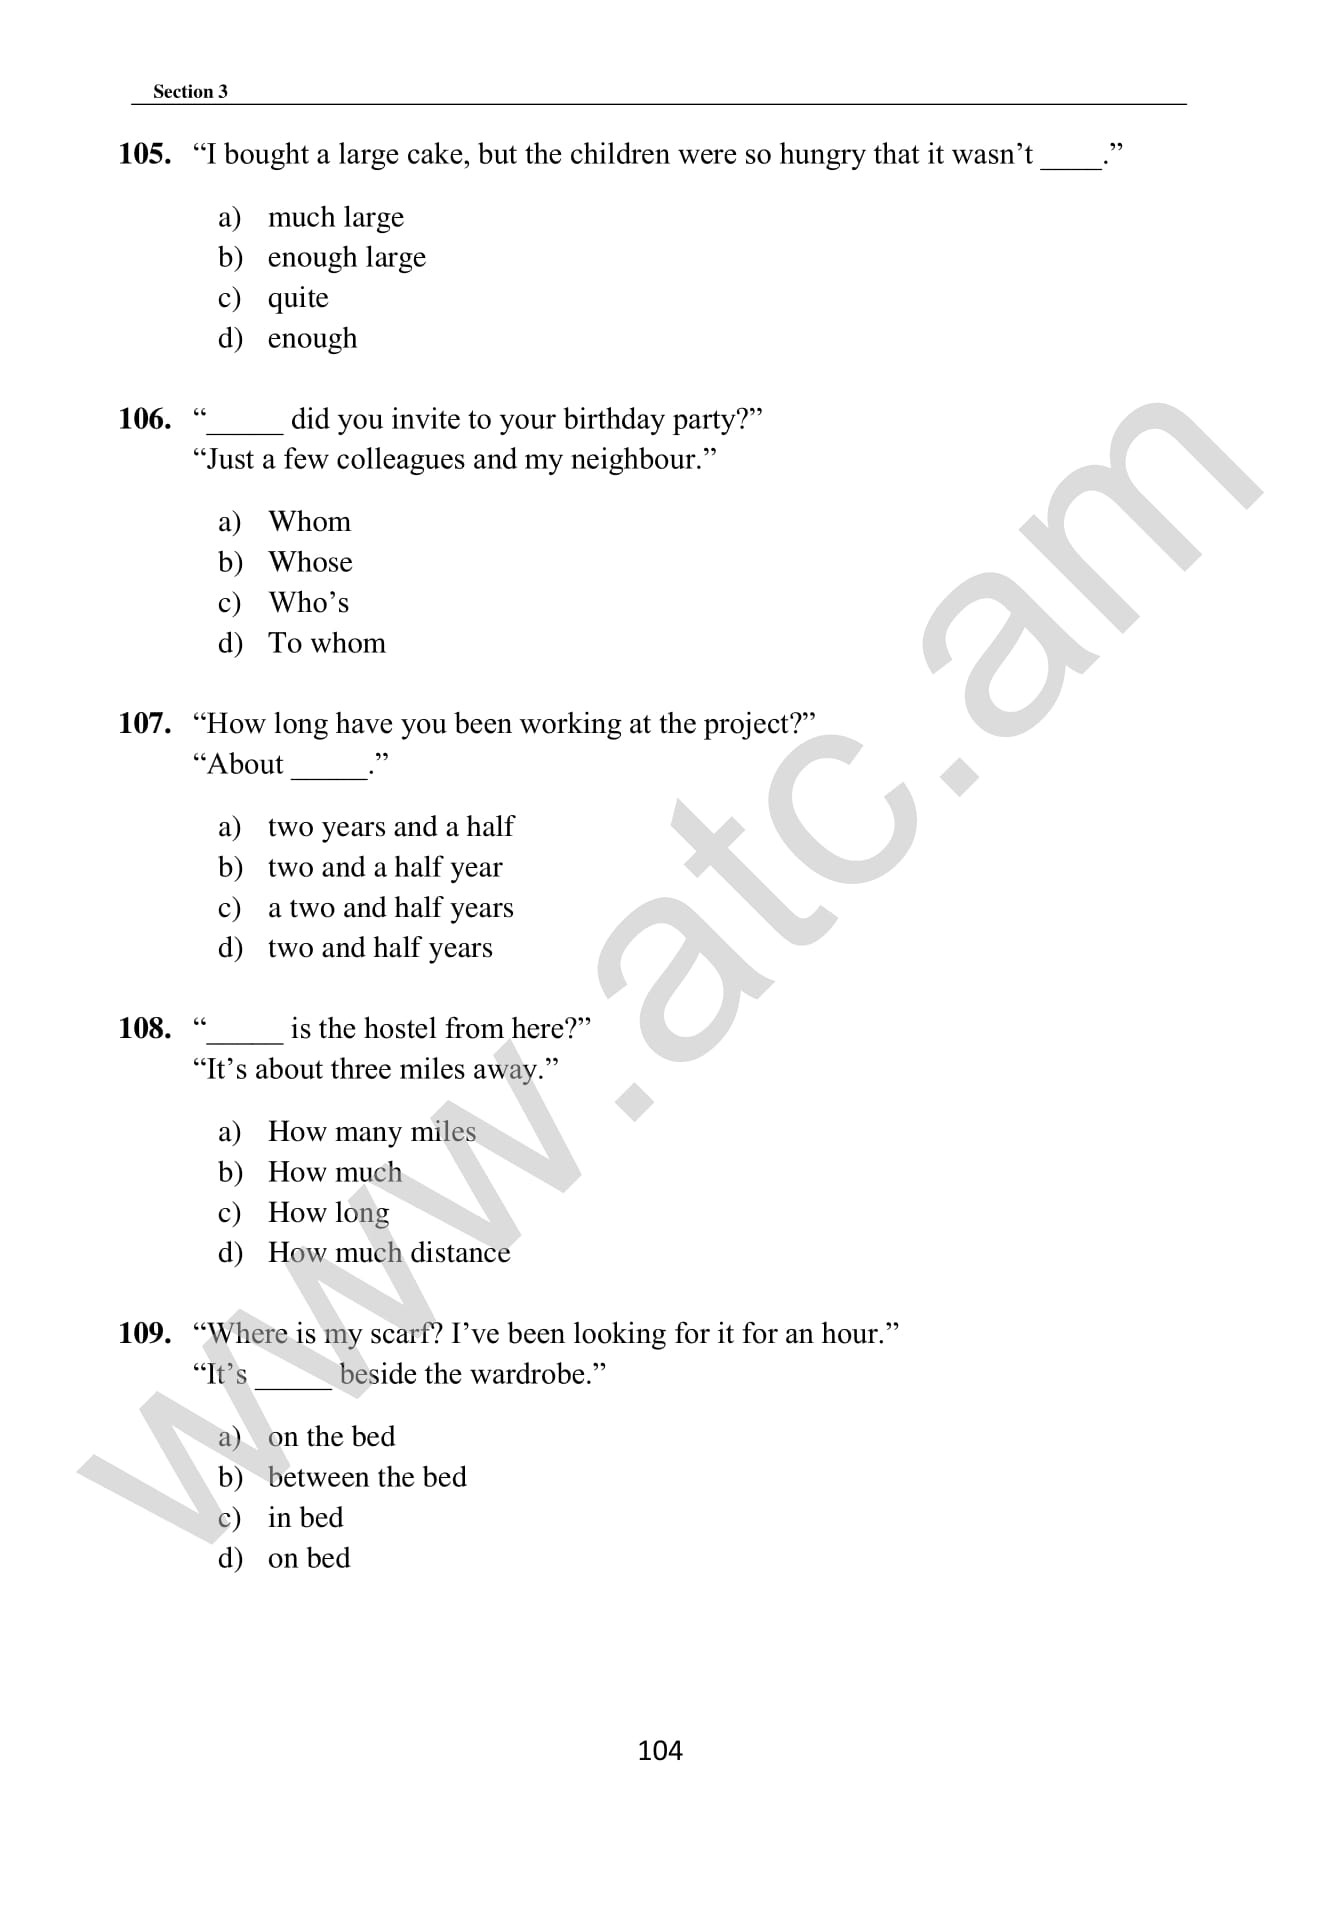 Section 3
105. “I bought a large cake, but the children were so hungry that it wasn’t ____.”
a) much large
b) enough large
c) quite
d) enough
106. “_____ did you invite to your birthday party?”
“Just a few colleagues and my neighbour.”
a) Whom
b) Whose
c) Who’s
d) To whom
107. “How long have you been working at the project?”
“About _____.”
a) two years and a half
b) two and a half year
c) a two and half years
d) two and half years
108. “_____ is the hostel from here?”
“It’s about three miles away.”
a) How many miles
b) How much
c) How long
d) How much distance
109. “Where is my scarf? I’ve been looking for it for an hour.”
“It’s _____ beside the wardrobe.”
a) on the bed
b) between the bed
c) in bed
d) on bed
104
www.atc.am